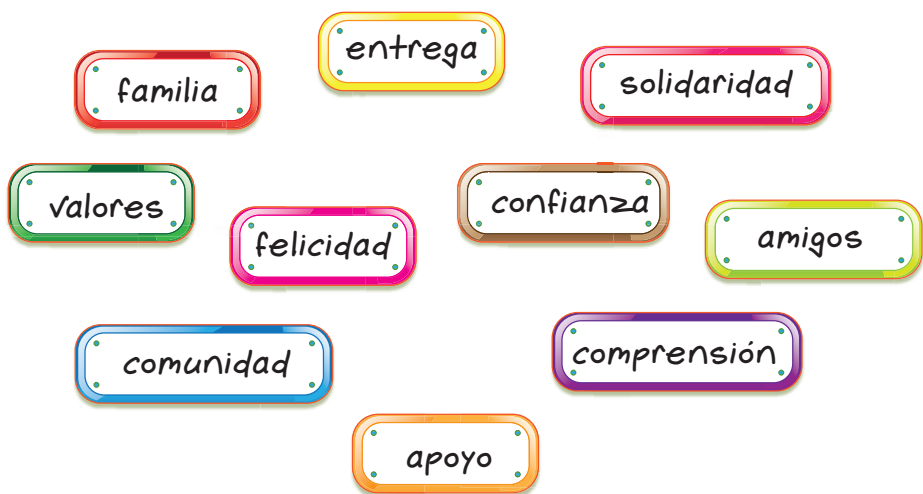 entrega
familia
solidaridad
valores
confianza
felicidad
amigos
comunidad
comprensión
apoyo